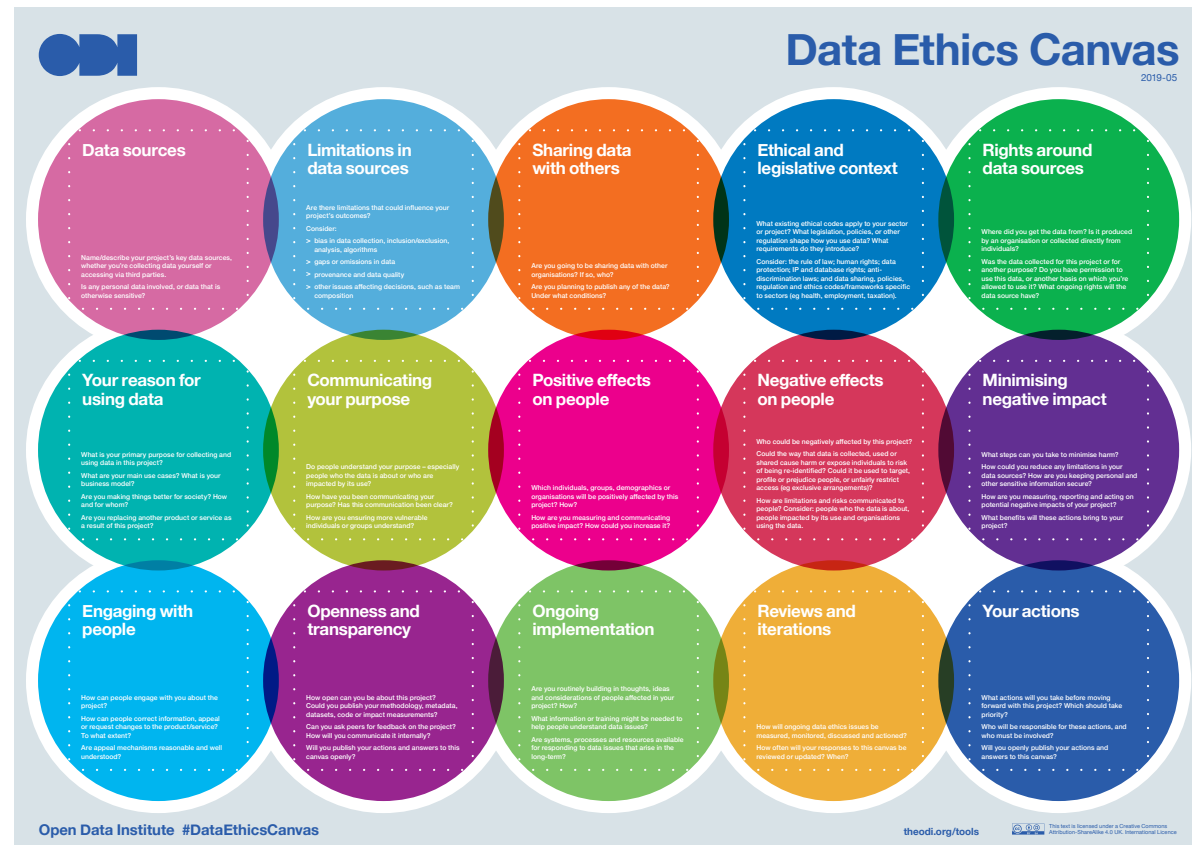 ODI
Data Ethics Canvas
2019-05
Data sources
Name/describe your project's key data sources,
whether you're collecting data yourself or
accessing via third parties.
Is any personal data involved, or data that is
otherwise sensitive?
Limitations in
data sources
Are there limitations that could influence your
project's outcomes?
Consider:
> bias in data collection, inclusion/exclusion,
analysis, algorithms
> gaps or omissions in data
> provenance and data quality
> other issues affecting decisions, such as team
composition
Sharing data
with others
Are you going to be sharing data with other
organisations? If so, who?
Are you planning to publish any of the data?
Under what conditions?
Ethical and
legislative context
What existing ethical codes apply to your sector
or project? What legislation, policies, or other
regulation shape how you use data? What
requirements do they introduce?
Consider: the rule of law; human rights; data
protection; IP and database rights; anti-
discrimination laws; and data sharing, policies,
regulation and ethics codes/frameworks specific
to sectors (eg health, employment, taxation).
Rights around
data sources
Where did you get the data from? Is it produced
by an organisation or collected directly from
individuals?
Was the data collected for this project or for
another purpose? Do you have permission to
use this data, or another basis on which you're
allowed to use it? What ongoing rights will the
data source have?
Your reason for
using data
What is your primary purpose for collecting and
using data in this project?
What are your main use cases? What is your
business model?
Are you making things better for society? How
and for whom?
Are you replacing another product or service as
a result of this project?
Communicating
your purpose
Do people understand your purpose – especially
people who the data is about or who are
impacted by its use?
How have you been communicating your
purpose? Has this communication been clear?
How are you ensuring more vulnerable
individuals or groups understand?
Positive effects
on people
Which individuals, groups, demographics or
organisations will be positively affected by this
project? How?
How are you measuring and communicating
positive impact? How could you increase it?
Negative effects
on people
Who could be negatively affected by this project?
Could the way that data is collected, used or
shared cause harm or expose individuals to risk
of being re-identified? Could it be used to target,
profile or prejudice people, or unfairly restrict
access (eg exclusive arrangements)?
How are limitations and risks communicated to
people? Consider: people who the data is about,
people impacted by its use and organisations
using the data.
Minimising
negative impact
What steps can you take to minimise harm?
How could you reduce any limitations in your
data sources? How are you keeping personal and
other sensitive information secure?
How are you measuring, reporting and acting on
potential negative impacts of your project?
What benefits will these actions bring to your
project?
Engaging with
people
How can people engage with you about the
project?
How can people correct information, appeal
or request changes to the product/service?
To what extent?
Are appeal mechanisms reasonable and well
understood?
Openness and
transparency
How open can you be about this project?
Could you publish your methodology, metadata,
datasets, code or impact measurements?
Can you ask peers for feedback on the project?
How will you communicate it internally?
Will you publish your actions and answers to this
canvas openly?
Ongoing
implementation
Are you routinely building in thoughts, ideas
and considerations of people affected in your
project? How?
What information or training might be needed to
help people understand data issues?
Are systems, processes and resources available
for responding to data issues that arise in the
long-term?
Reviews and
iterations
How will ongoing data ethics issues be
measured, monitored, discussed and actioned?
How often will your responses to this canvas be
reviewed or updated? When?
Your actions
What actions will you take before moving
forward with this project? Which should take
priority?
Who will be responsible for these actions, and
who must be involved?
Will you openly publish your actions and
answers to this canvas?
Open Data Institute #DataEthicsCanvas
theodi.org/tools
This text is licensed under a Creative Commons
Attribution-ShareAlike 4.0 UK: International Licence